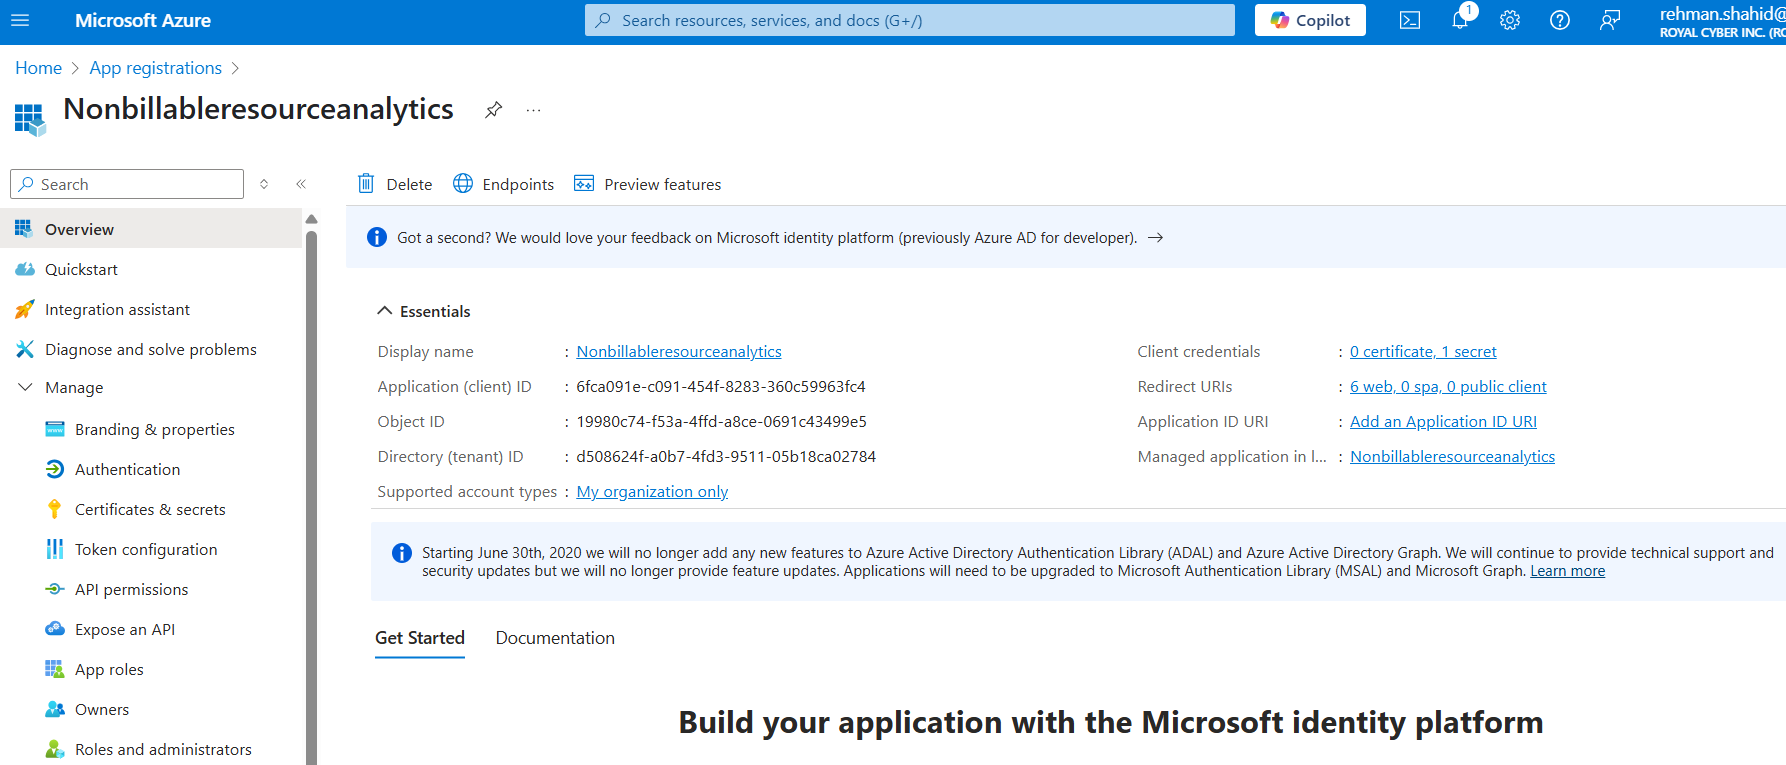 Microsoft Azure
Search resources, services, and docs (G+/)
Copilot
1
rehman.shahid@
ROYAL CYBER INC. (RO
Home > App registrations >
Nonbillableresourceanalytics
...
Search
Delete
Endpoints
Preview features
Overview
Quickstart
Integration assistant
Diagnose and solve problems
Manage
Branding & properties
Authentication
Certificates & secrets
Token configuration
API permissions
Expose an API
App roles
Owners
Roles and administrators
Got a second? We would love your feedback on Microsoft identity platform (previously Azure AD for developer). →
Essentials
Display name : Nonbillableresourceanalytics
Application (client) ID : 6fca091e-c091-454f-8283-360c59963fc4
Object ID : 19980c74-f53a-4ffd-a8ce-0691c43499e5
Directory (tenant) ID : d508624f-a0b7-4fd3-9511-05b18ca02784
Supported account types : My organization only
Client credentials : 0 certificate, 1 secret
Redirect URIs : 6 web, 0 spa, 0 public client
Application ID URI : Add an Application ID URI
Managed application in l... : Nonbillableresourceanalytics
Starting June 30th, 2020 we will no longer add any new features to Azure Active Directory Authentication Library (ADAL) and Azure Active Directory Graph. We will continue to provide technical support and
security updates but we will no longer provide feature updates. Applications will need to be upgraded to Microsoft Authentication Library (MSAL) and Microsoft Graph. Learn more
Get Started
Documentation
Build your application with the Microsoft identity platform